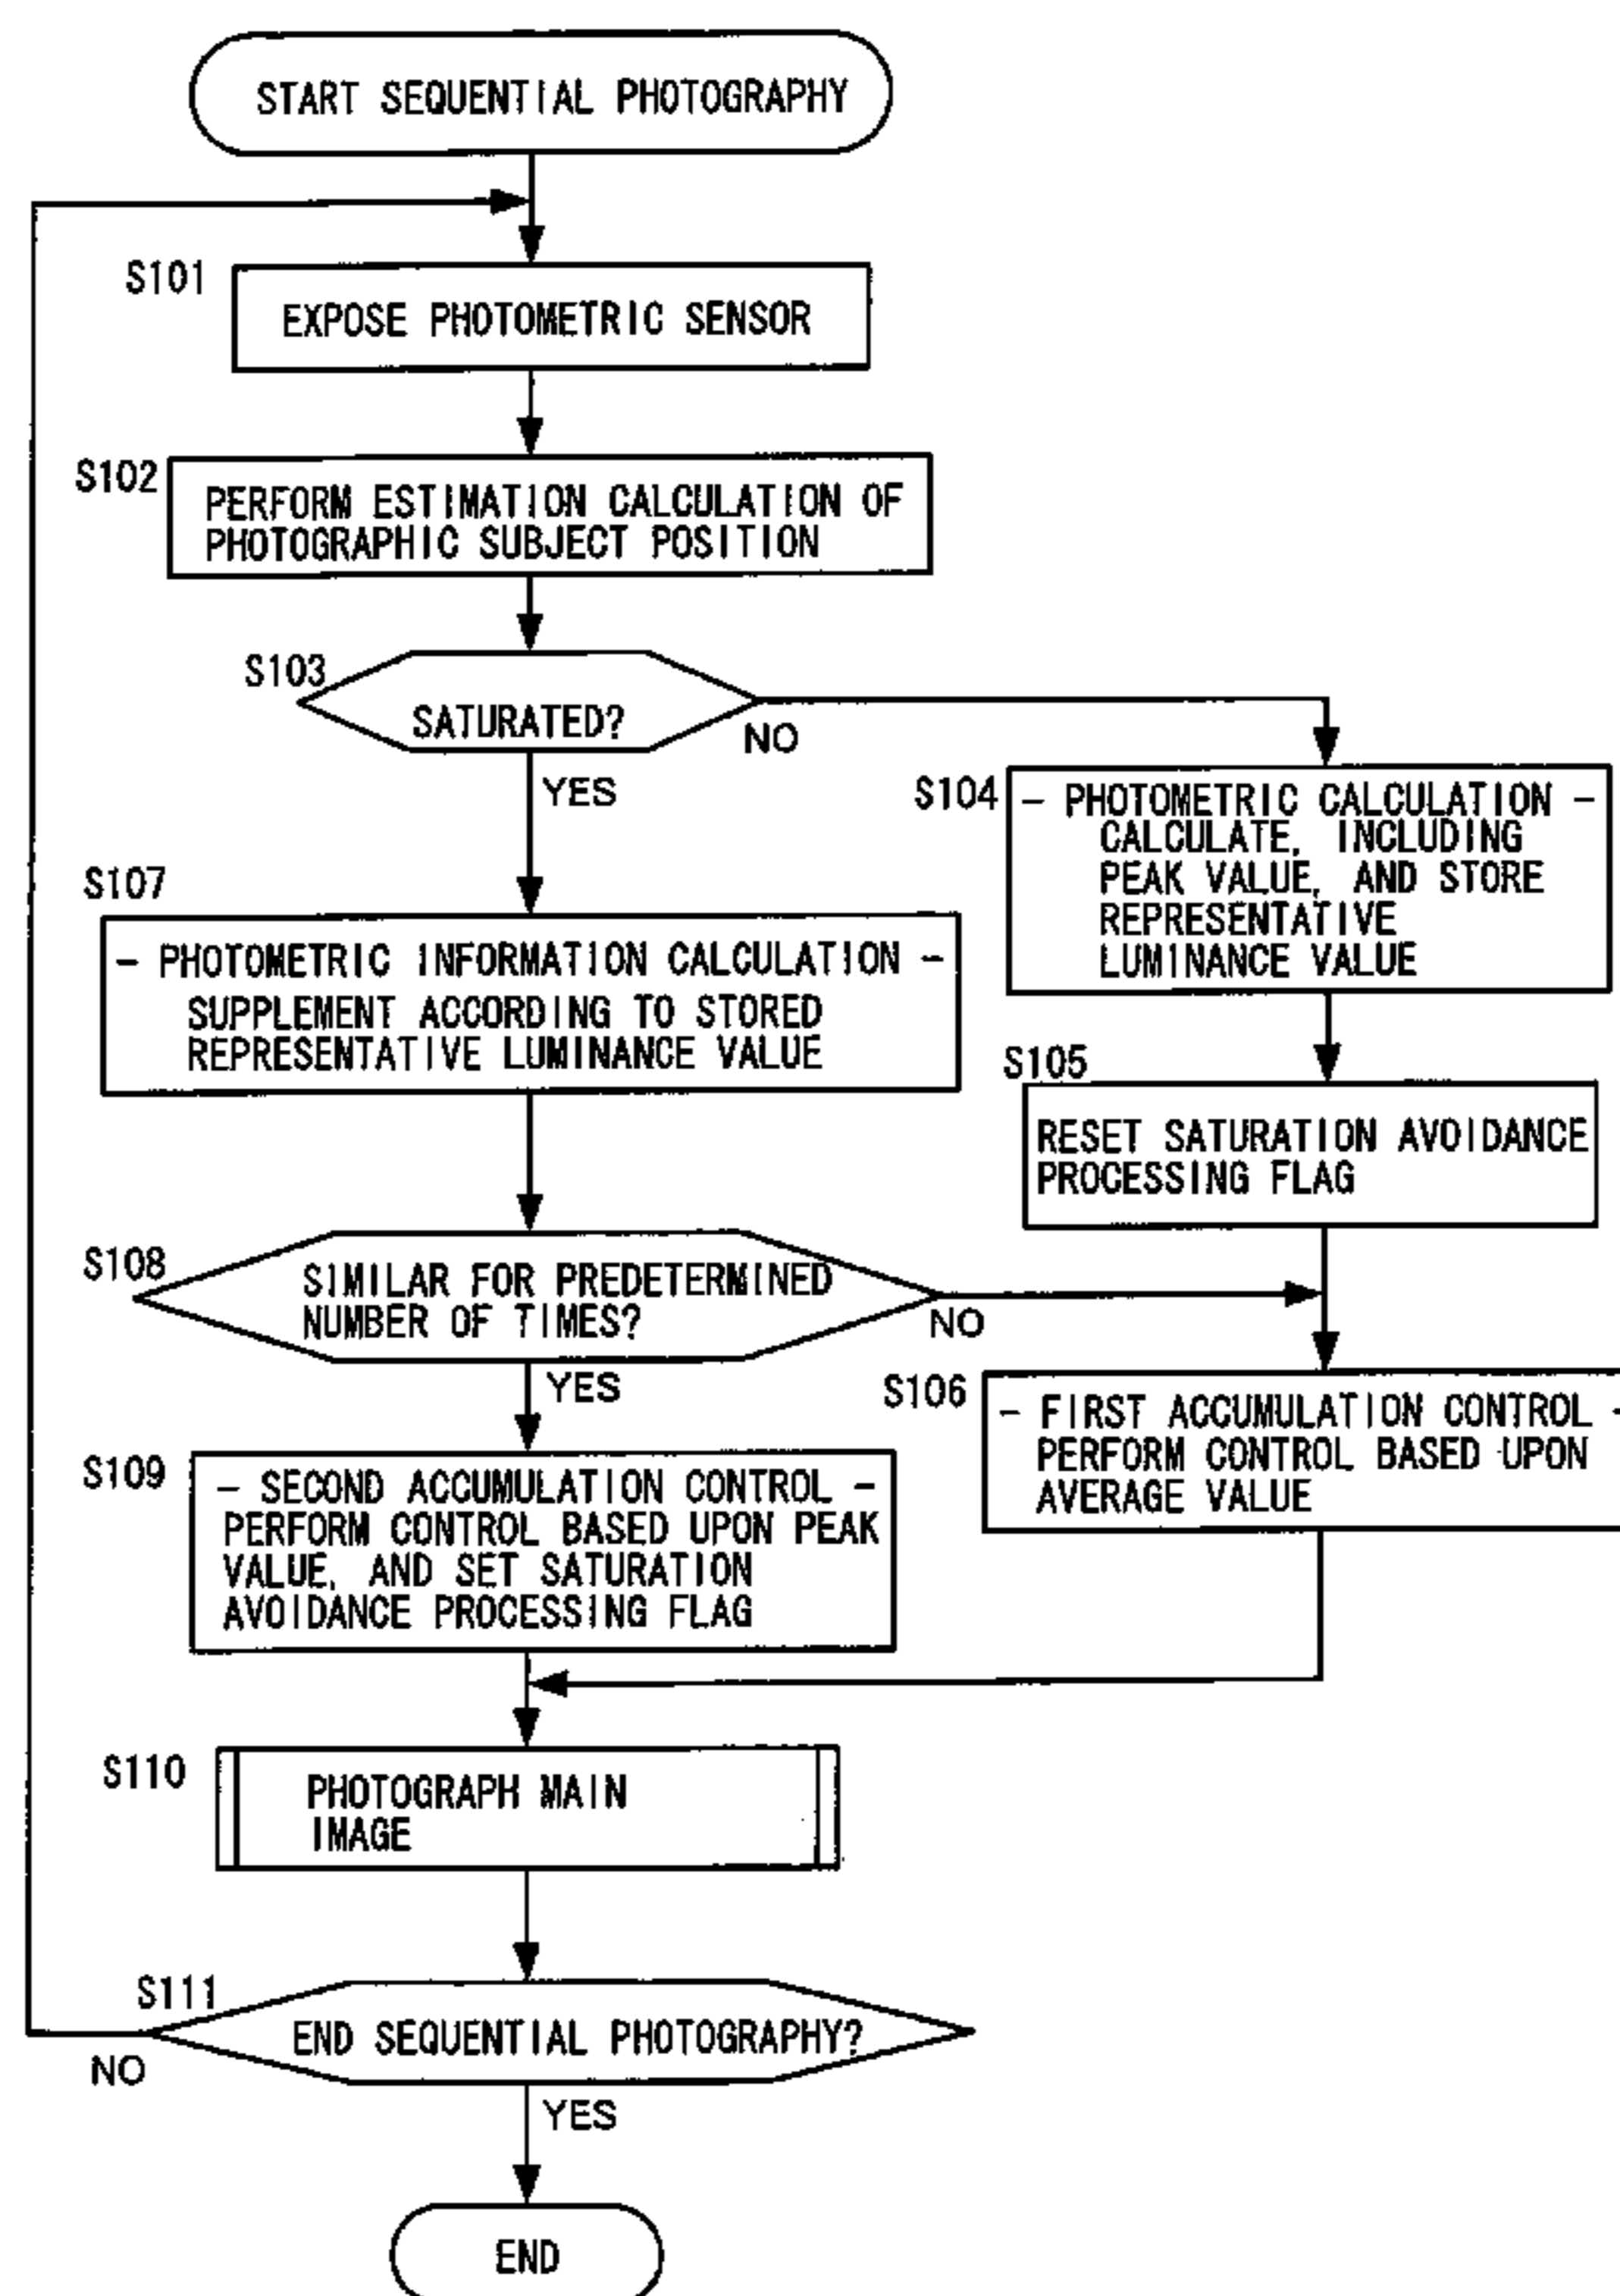 START SEQUENTIAL PHOTOGRAPHY
S101
EXPOSE PHOTOMETRIC SENSOR
S102
PERFORM ESTIMATION CALCULATION OF
PHOTOGRAPHIC SUBJECT POSITION
S103
SATURATED?
NO
YES
S104
- PHOTOMETRIC CALCULATION -
CALCULATE, INCLUDING
PEAK VALUE, AND STORE
REPRESENTATIVE
LUMINANCE VALUE
S107
- PHOTOMETRIC INFORMATION CALCULATION -
SUPPLEMENT ACCORDING TO STORED
REPRESENTATIVE LUMINANCE VALUE
S105
RESET SATURATION AVOIDANCE
PROCESSING FLAG
S108
SIMILAR FOR PREDETERMINED
NUMBER OF TIMES?
NO
YES
S106
- FIRST ACCUMULATION CONTROL -
PERFORM CONTROL BASED UPON
AVERAGE VALUE
S109
- SECOND ACCUMULATION CONTROL -
PERFORM CONTROL BASED UPON PEAK
VALUE, AND SET SATURATION
AVOIDANCE PROCESSING FLAG
S110
PHOTOGRAPH MAIN
IMAGE
S111
END SEQUENTIAL PHOTOGRAPHY?
NO
YES
END